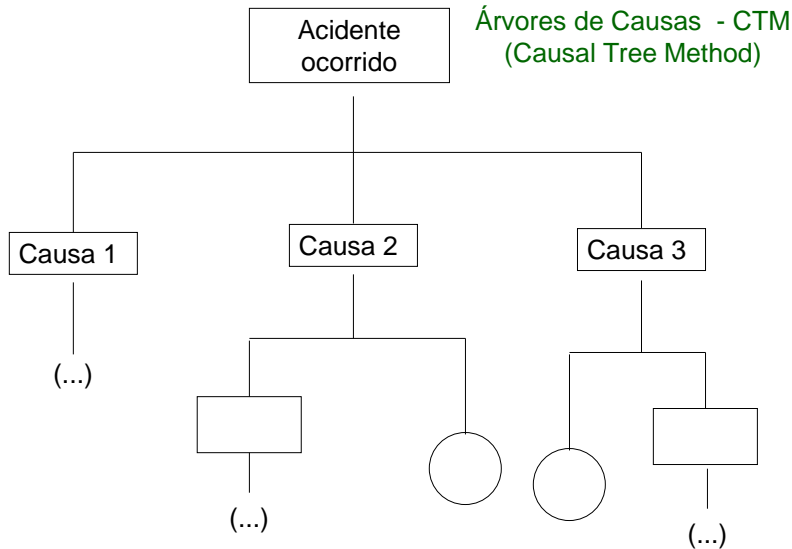 Árvores de Causas - CTM
(Causal Tree Method)
Acidente
ocorrido
Causa 1
Causa 2
Causa 3
(...)
(...)
(...)